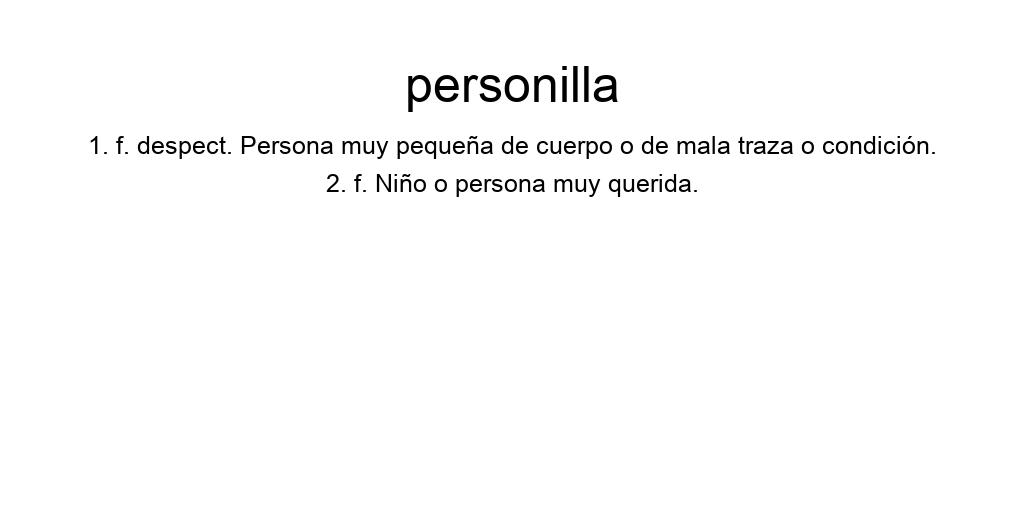 personilla
1. f. despect. Persona muy pequeña de cuerpo o de mala traza o condición.
2. f. Niño o persona muy querida.